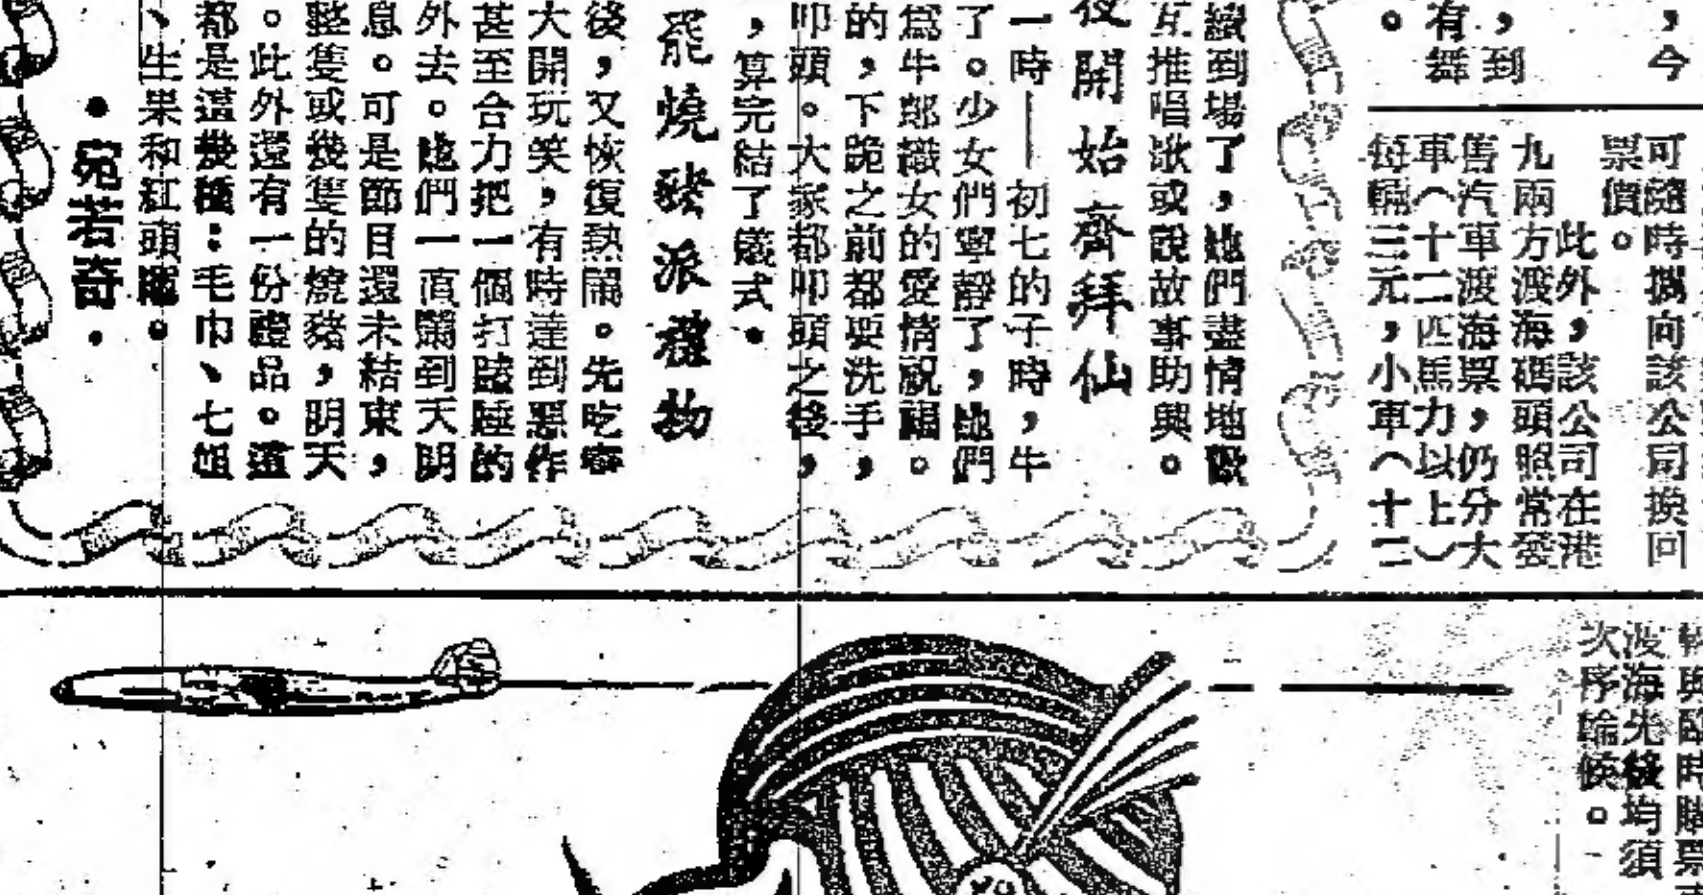 ，今
，到
有舞
。
可隨時攜向該公司換回
票價。
此外，該公司在港
九兩方渡海碼頭照常發
售汽車渡海票，仍分大
車（十二匹馬力以上）
每輛三元，小車（十二
到塲了，她們盡情地
互推唱歌或說故事助興。
開始齊拜仙
一時——初七的子時，牛
了。少女們寧靜了，她們
爲牛郎織女的愛情祝福。
的，下跪之前都要洗手，
叩頭。大家都叩頭之後，
，算完結了儀式。
燒豬派禮物
後，又恢復熱鬧。先吃
大開玩笑，有時達到惡作
甚至合力把一個打瞌睡的
外去。她們一直鬧到天明
息。可是節目還未結束，
整隻或幾隻的燒豬，明天
。此外還有一份禮品。這
都是這幾種：毛巾、七姐
、生果和紅頭繩。
・宛若奇・
渡海先後均須
次序輪候。